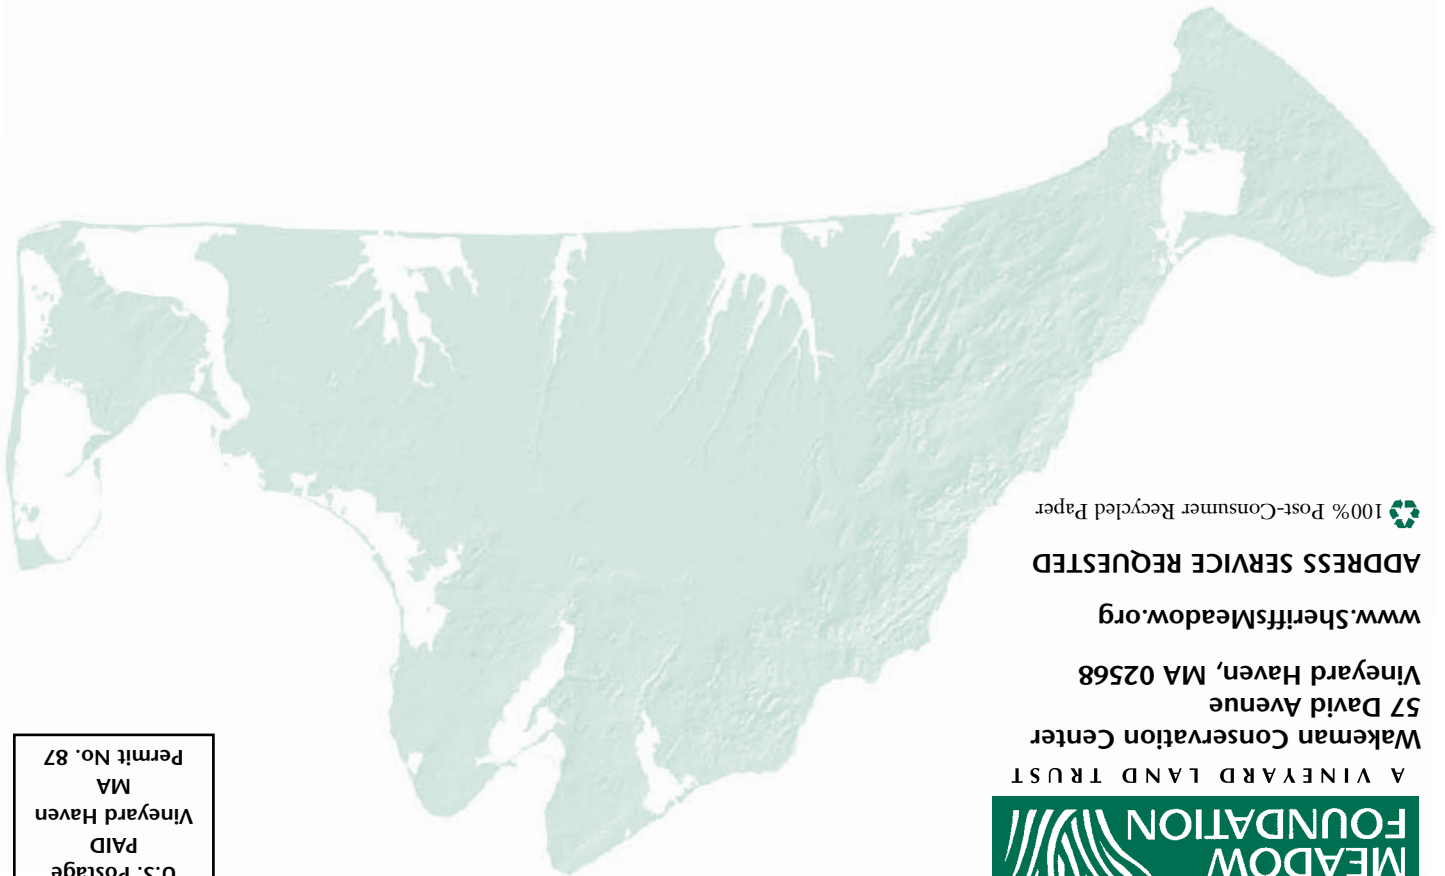 MEADOW
FOUNDATION
A VINEYARD LAND TRUST
Wakeman Conservation Center
57 David Avenue
Vineyard Haven, MA 02568
www.SheriffsMeadow.org
ADDRESS SERVICE REQUESTED
100% Post-Consumer Recycled Paper
U.S. Postage
PAID
Vineyard Haven
MA
Permit No. 87